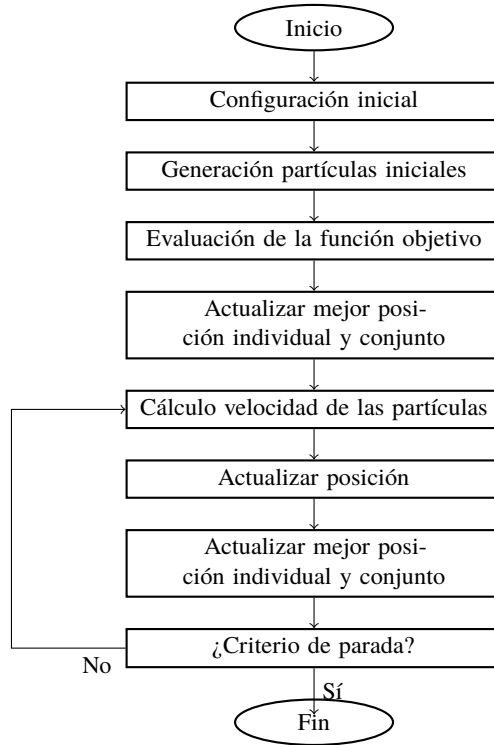 Inicio
Configuración inicial
Generación partículas iniciales
Evaluación de la función objetivo
Actualizar mejor posi-
ción individual y conjunto
Cálculo velocidad de las partículas
Actualizar posición
Actualizar mejor posi-
ción individual y conjunto
¿Criterio de parada?
No
Sí
Fin